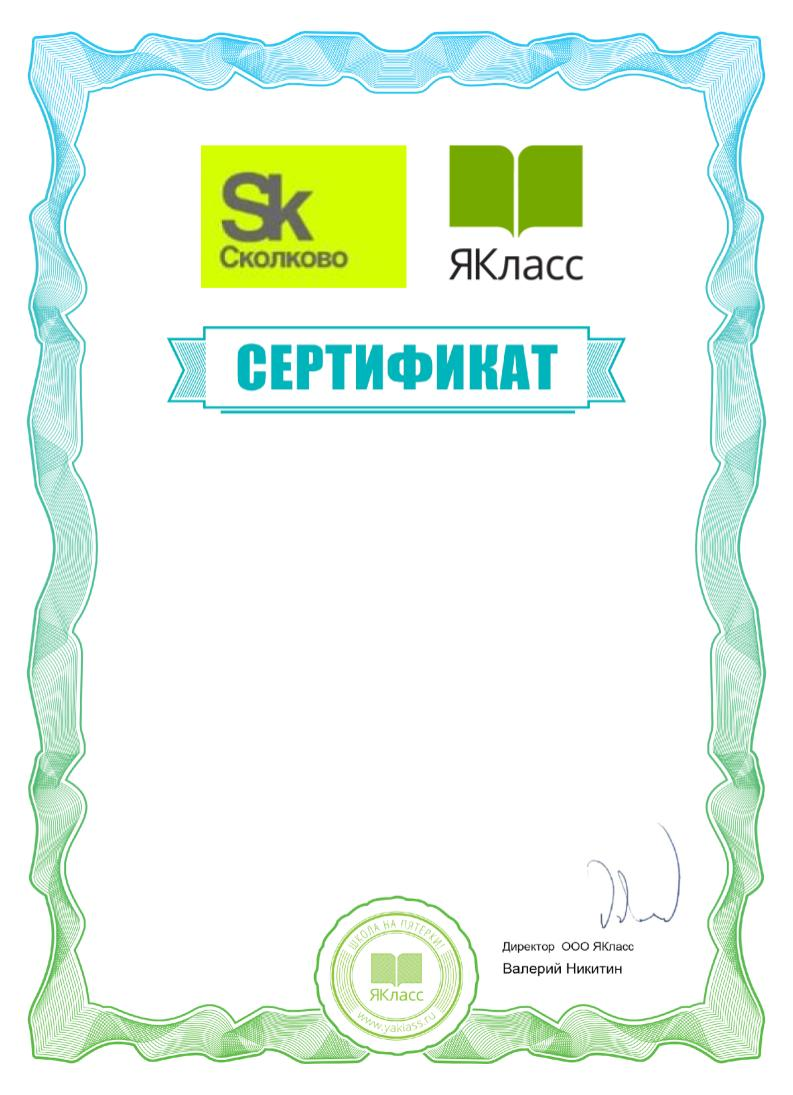 Sk
Сколково
ЯКласс
СЕРТИФИКАТ
Директор ООО ЯКласс
Валерий Никитин
ШКОЛА НА ПЯТЕРКИ!
ЯКласс
www.yaklass.ru